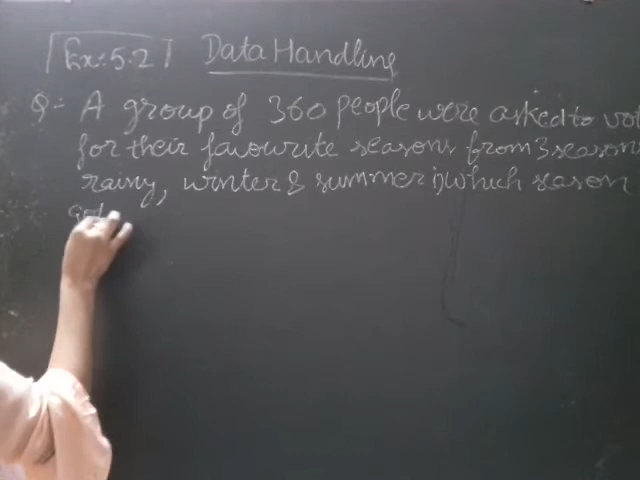 Ex:5.2 Data Handling
Q:- A group of 360 people were asked to vot
for their favourite seasons from 3 seasons
rainy, winter & summer i) which season
got